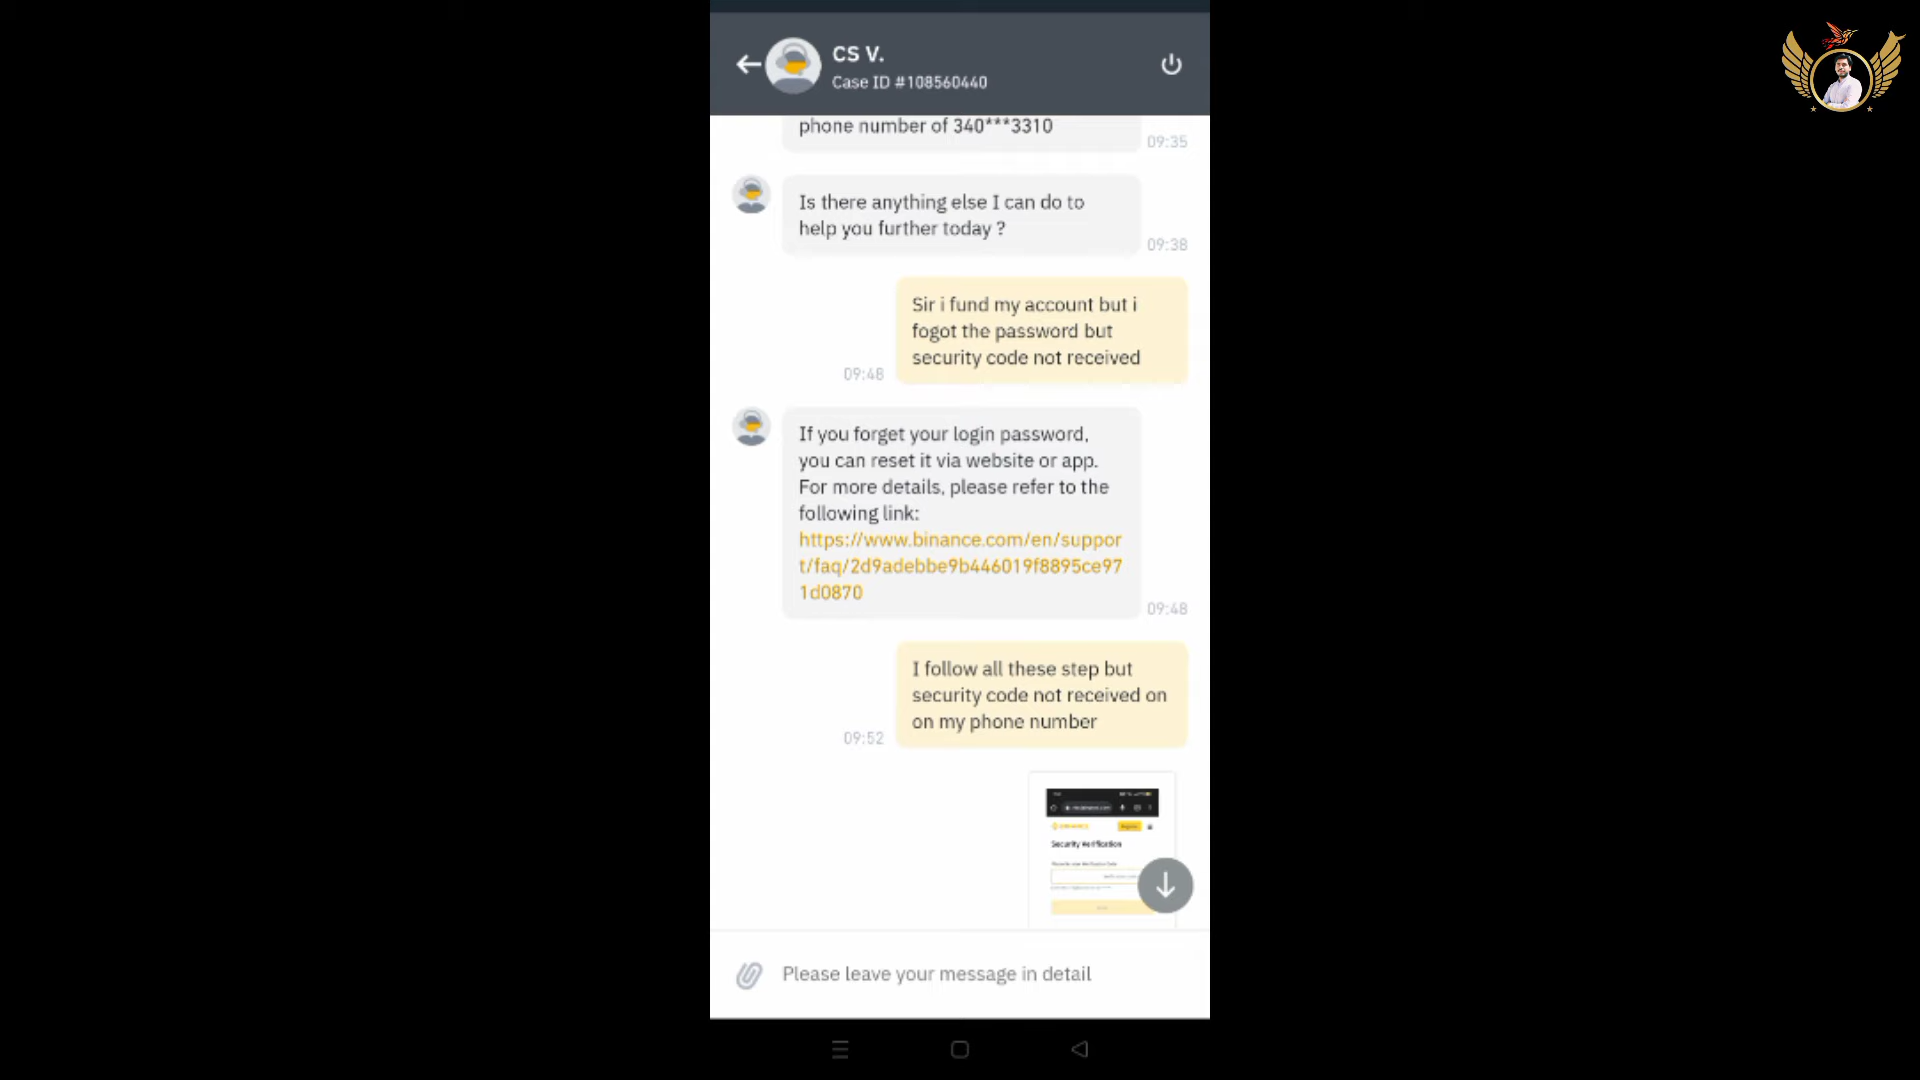 CS V.
Case ID #108560440
phone number of 340***3310
09:35
Is there anything else I can do to
help you further today ?
09:38
Sir i fund my account but i
fogot the password but
security code not received
09:48
If you forget your login password,
you can reset it via website or app.
For more details, please refer to the
following link:
https://www.binance.com/en/suppor
t/faq/2d9adebbe9b446019f8895ce97
1d0870
09:48
I follow all these step but
security code not received on
on my phone number
09:52
BINANCE
Register
Security Verification
Please leave your message in detail